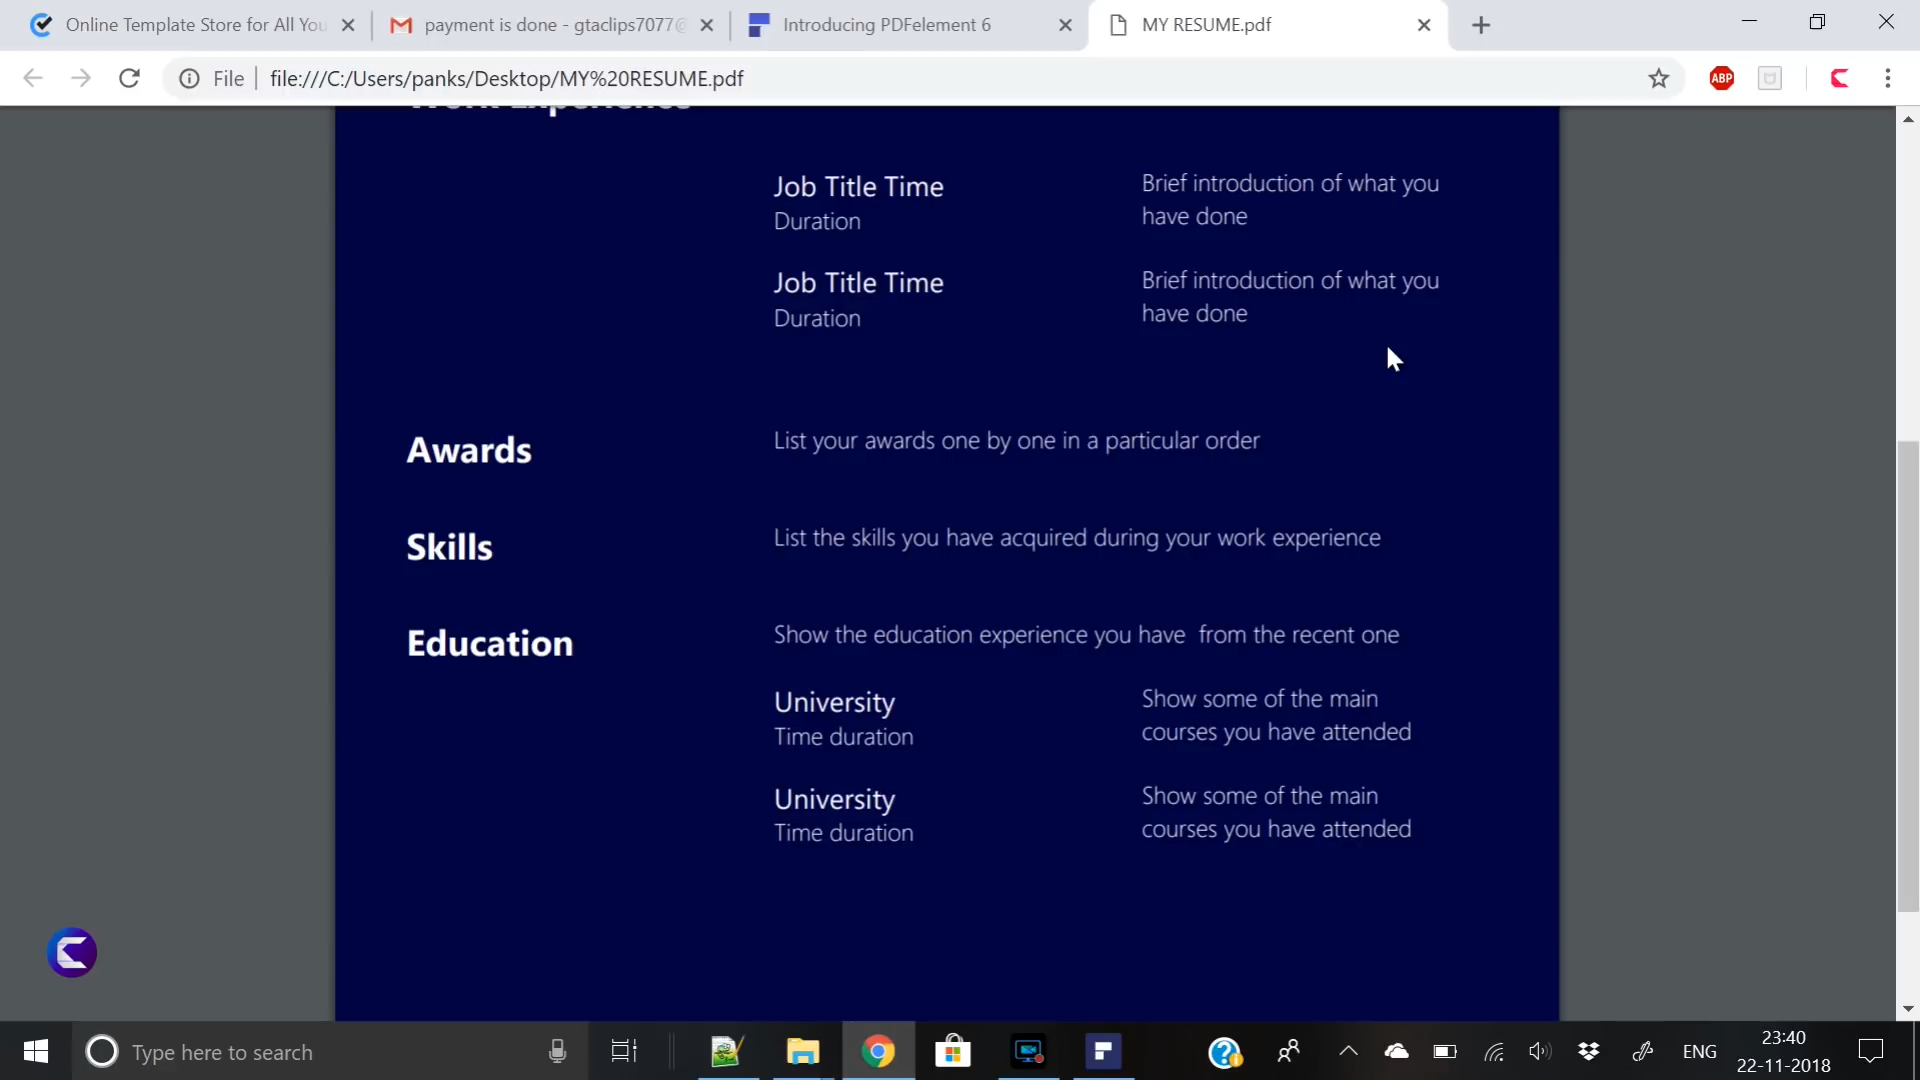 Online Template Store for All You
payment is done - gtaclips7077@
Introducing PDFelement 6
MY RESUME.pdf
File
file:///C:/Users/panks/Desktop/MY%20RESUME.pdf
ABP
Work Experience
Job Title Time
Duration
Brief introduction of what you
have done
Job Title Time
Duration
Brief introduction of what you
have done
Awards
List your awards one by one in a particular order
Skills
List the skills you have acquired during your work experience
Education
Show the education experience you have  from the recent one
University
Time duration
Show some of the main
courses you have attended
University
Time duration
Show some of the main
courses you have attended
Type here to search
ENG
23:40
22-11-2018